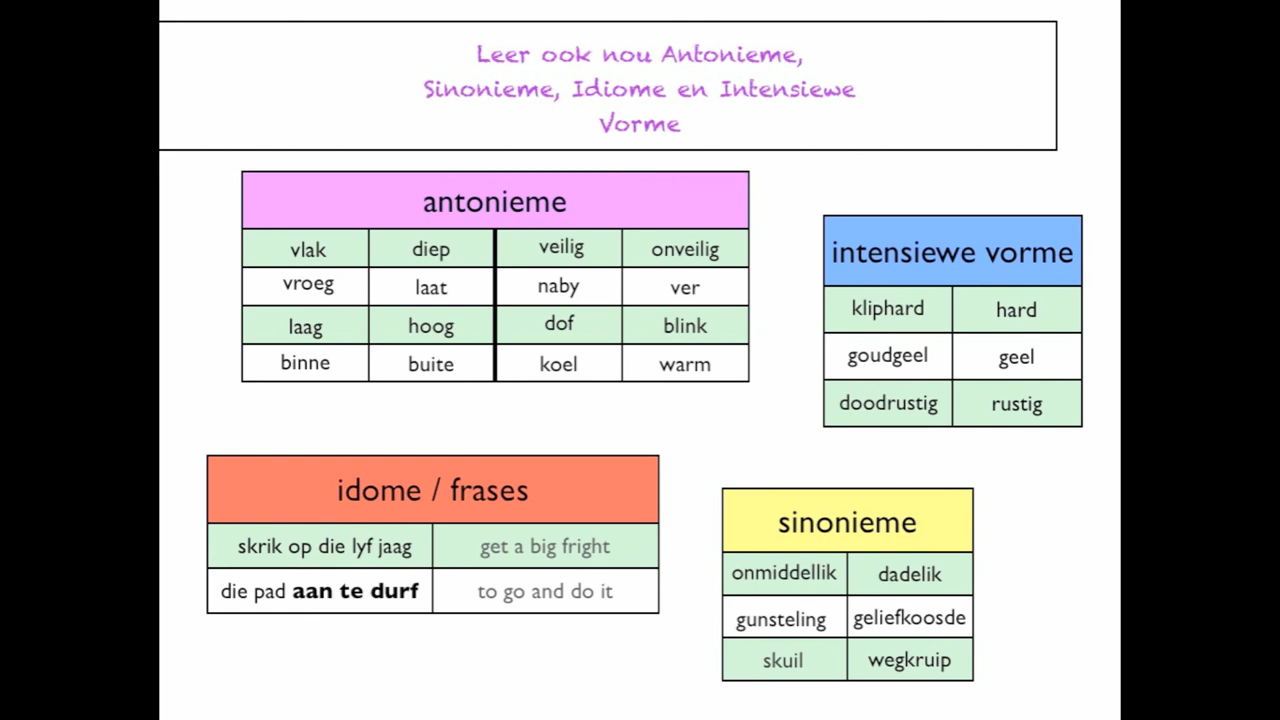 Leer ook nou Antonieme,
Sinonieme, Idiome en Intensiewe
Vorme
antonieme
vlak diep veilig onveilig
vroeg laat naby ver
laag hoog dof blink
binne buite koel warm
intensiewe vorme
kliphard hard
goudgeel geel
doodrustig rustig
idome / frases
skrik op die lyf jaag get a big fright
die pad aan te durf to go and do it
sinonieme
onmiddellik dadelik
gunsteling geliefkoosde
skuil wegkruip